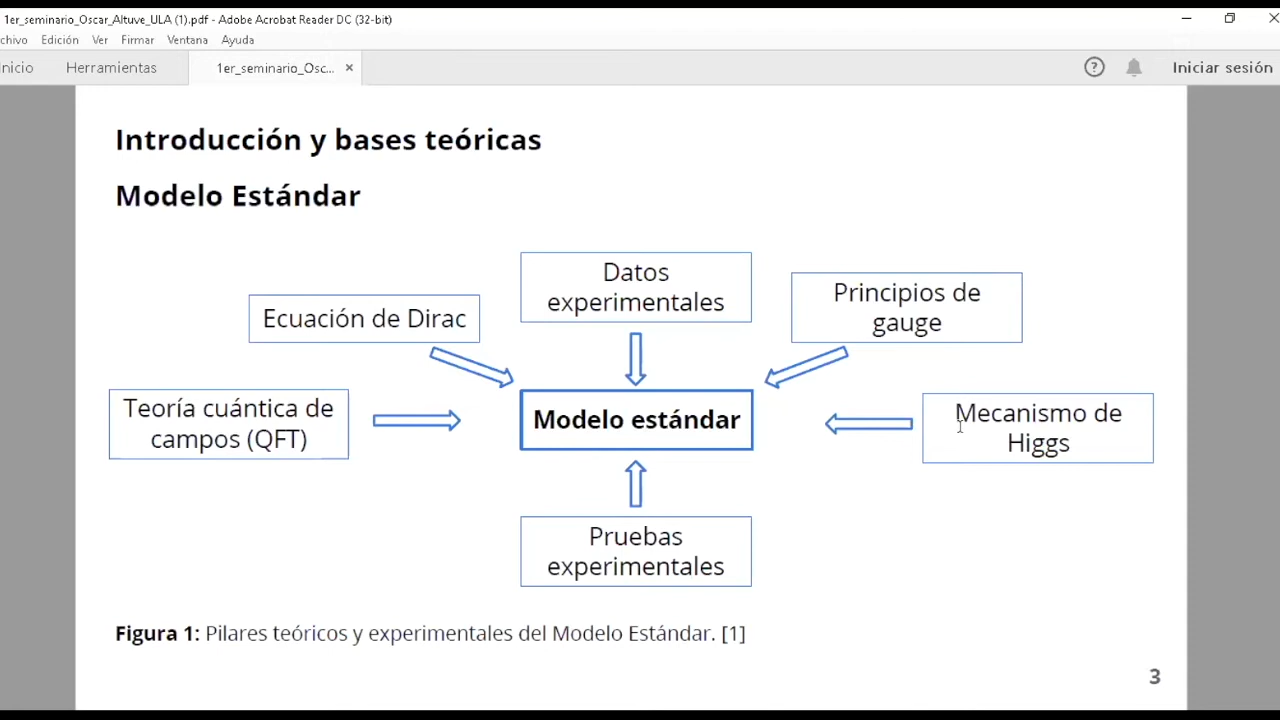 1er_seminario_Oscar_Altuve_ULA (1).pdf - Adobe Acrobat Reader DC (32-bit)
chivo Edición Ver Firmar Ventana Ayuda
nicio Herramientas 1er_seminario_Osc... × Iniciar sesión
Introducción y bases teóricas
Modelo Estándar
Datos
experimentales
Principios de
gauge
Ecuación de Dirac
Teoría cuántica de
campos (QFT)
Modelo estándar
Mecanismo de
Higgs
Pruebas
experimentales
Figura 1: Pilares teóricos y experimentales del Modelo Estándar. [1]
3